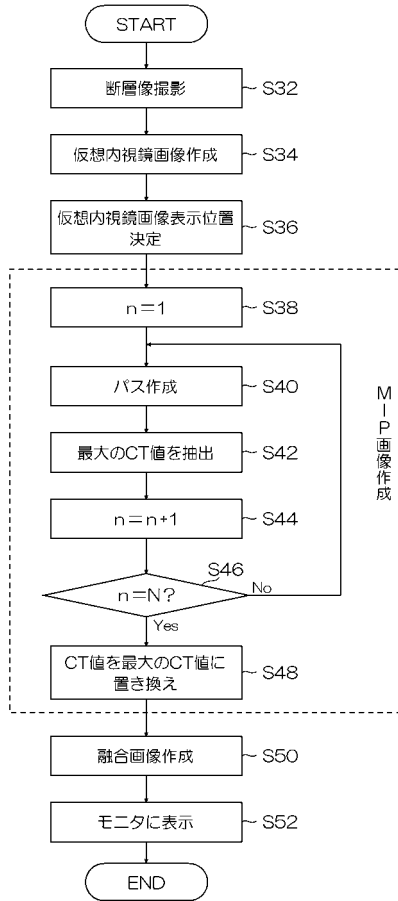 START
断層像撮影
S32
仮想内視鏡画像作成
S34
仮想内視鏡画像表示位置
決定
S36
n=1
S38
パス作成
S40
最大のCT値を抽出
S42
n=n+1
S44
n=N?
S46
No
Yes
CT値を最大のCT値に
置き換え
S48
MIP画像作成
融合画像作成
S50
モニタに表示
S52
END